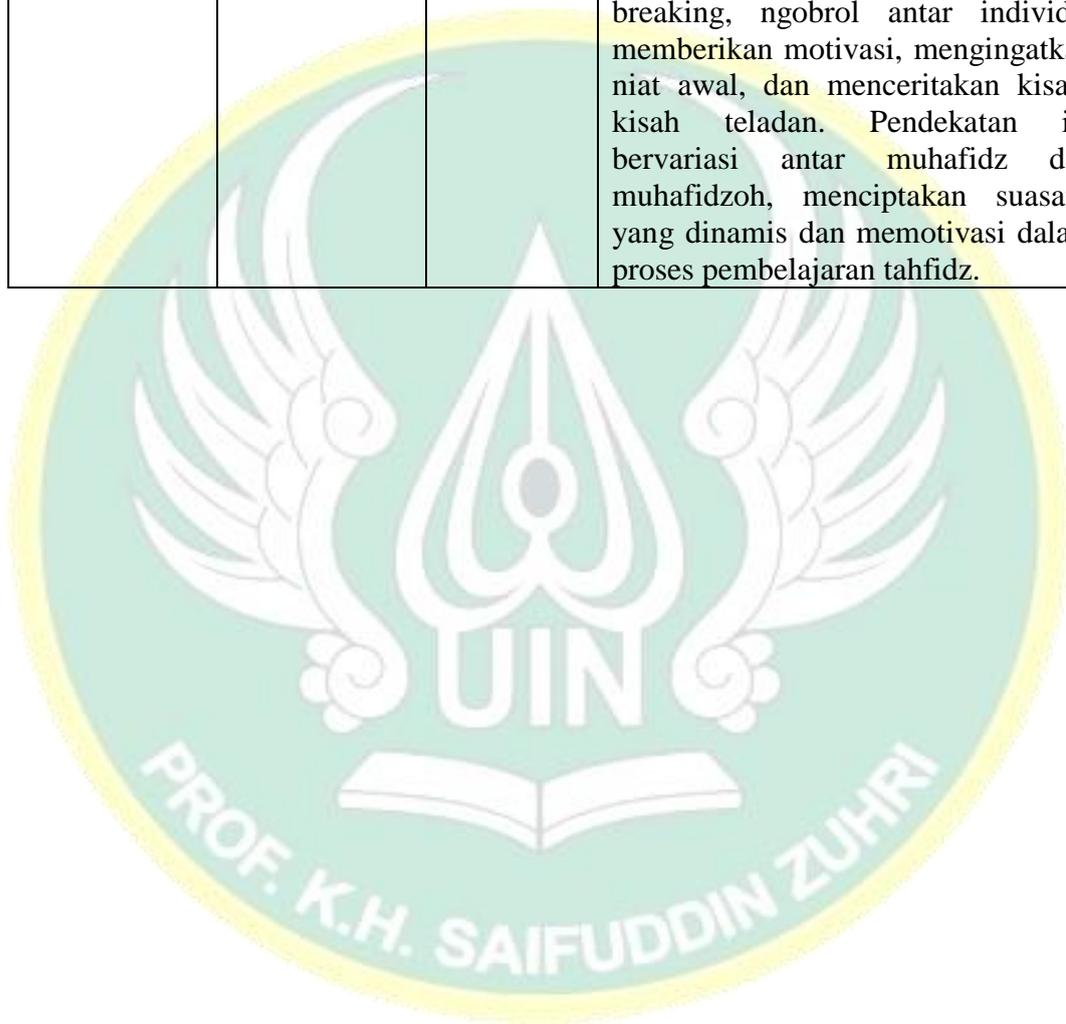 breaking, ngobrol antar individ
memberikan motivasi, mengingatka
niat awal, dan menceritakan kisa
kisah teladan. Pendekatan i
bervariasi antar muhafidz d
muhafidzoh, menciptakan suasa
yang dinamis dan memotivasi dala
proses pembelajaran tahfidz.
UIN
PROF. K.H. SAIFUDDIN ZUHRI